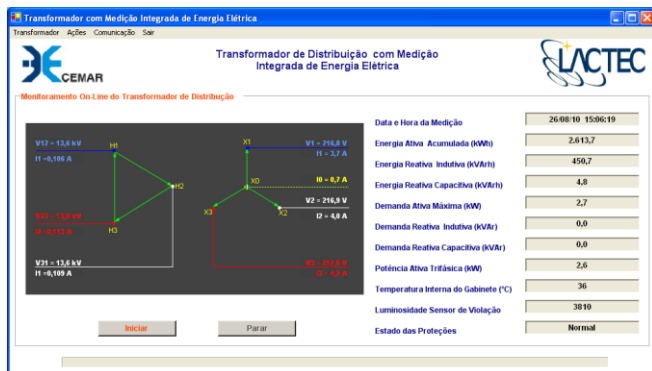 Transformador com Medição Integrada de Energia Elétrica
Transformador Ações Comunicação Sair
CEMAR
Transformador de Distribuição com Medição
Integrada de Energia Elétrica
LACTEC
Monitoramento On-Line do Transformador de Distribuição
V12 = 13,6 kV
I1 =0,106 A
H1
H2
H3
V31 = 13,6 kV
I1 =0,109 A
X1
V1 = 216,8 V
I1 = 3,7 A
X0
I0 = 0,7 A
V2 = 216,9 V
I2 = 4,0 A
X3
X2
Data e Hora da Medição 26/08/10 15:06:19
Energia Ativa Acumulada (kWh) 2.613,7
Energia Reativa Indutiva (kVArh) 450,7
Energia Reativa Capacitiva (kVArh) 4,8
Demanda Ativa Máxima (kW) 2,7
Demanda Reativa Indutiva (kVAr) 0,0
Demanda Reativa Capacitiva (kVAr) 0,0
Potência Ativa Trifásica (kW) 2,6
Temperatura Interna do Gabinete (°C) 36
Luminosidade Sensor de Violação 3810
Estado das Proteções Normal
Iniciar
Parar